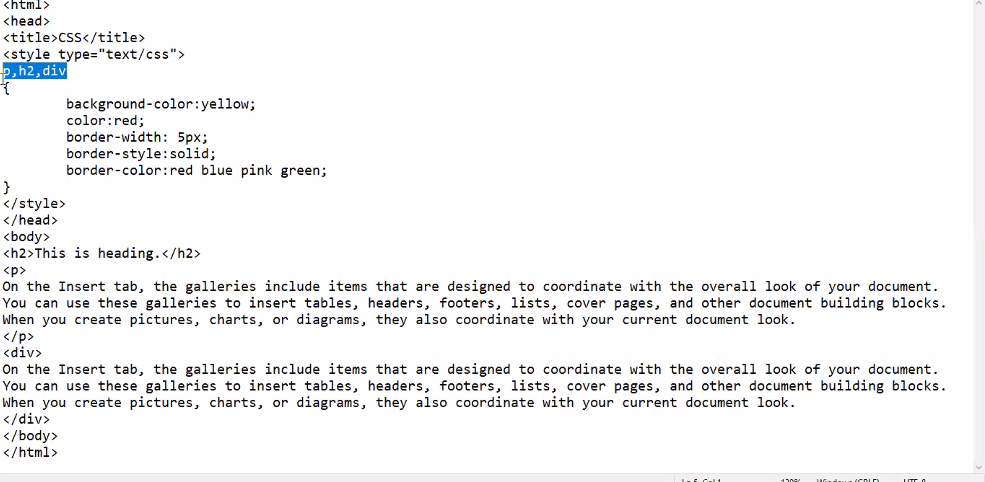 <html>
<head>
<title>CSS</title>
<style type="text/css">
p,h2,div
{
        background-color:yellow;
        color:red;
        border-width: 5px;
        border-style:solid;
        border-color:red blue pink green;
}
</style>
</head>
<body>
<h2>This is heading.</h2>
<p>
On the Insert tab, the galleries include items that are designed to coordinate with the overall look of your document.
You can use these galleries to insert tables, headers, footers, lists, cover pages, and other document building blocks.
When you create pictures, charts, or diagrams, they also coordinate with your current document look.
</p>
<div>
On the Insert tab, the galleries include items that are designed to coordinate with the overall look of your document.
You can use these galleries to insert tables, headers, footers, lists, cover pages, and other document building blocks.
When you create pictures, charts, or diagrams, they also coordinate with your current document look.
</div>
</body>
</html>